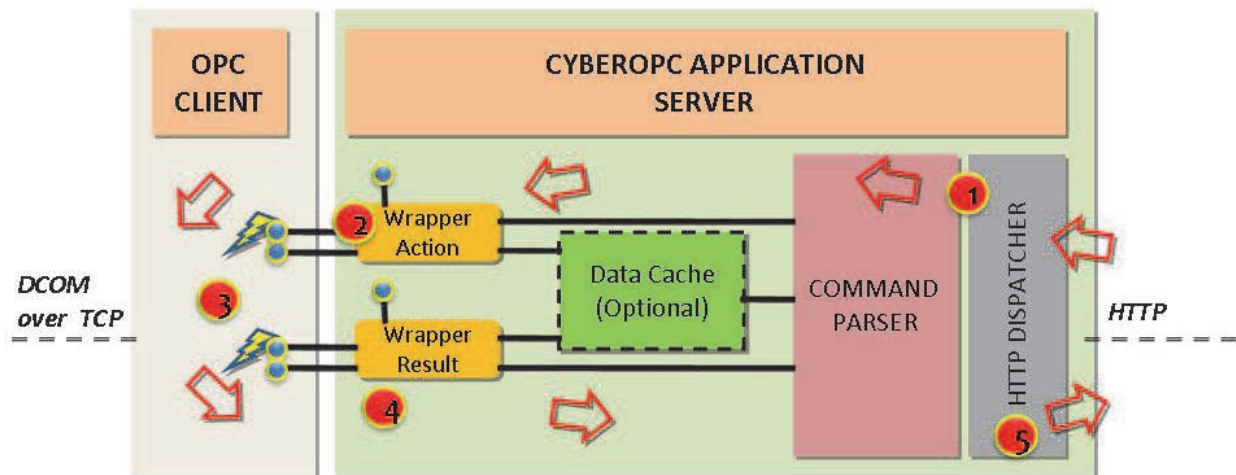 OPC
CLIENT
CYBEROPC APPLICATION
SERVER
1
2
Wrapper
Action
Data Cache
(Optional)
COMMAND
PARSER
HTTP DISPATCHER
DCOM
over TCP
3
HTTP
Wrapper
Result
4
5